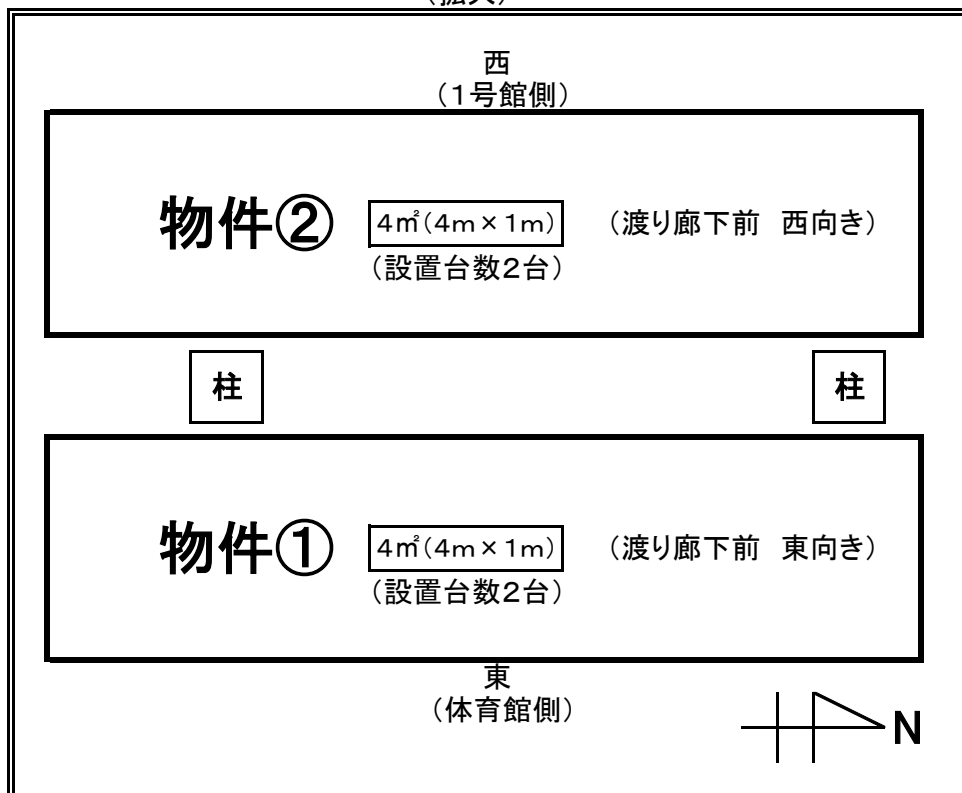 (拡大)
西
(1号館側)
物件② 4㎡(4m×1m) (渡り廊下前 西向き)
(設置台数2台)
柱 柱
物件① 4㎡(4m×1m) (渡り廊下前 東向き)
(設置台数2台)
東
(体育館側)
N